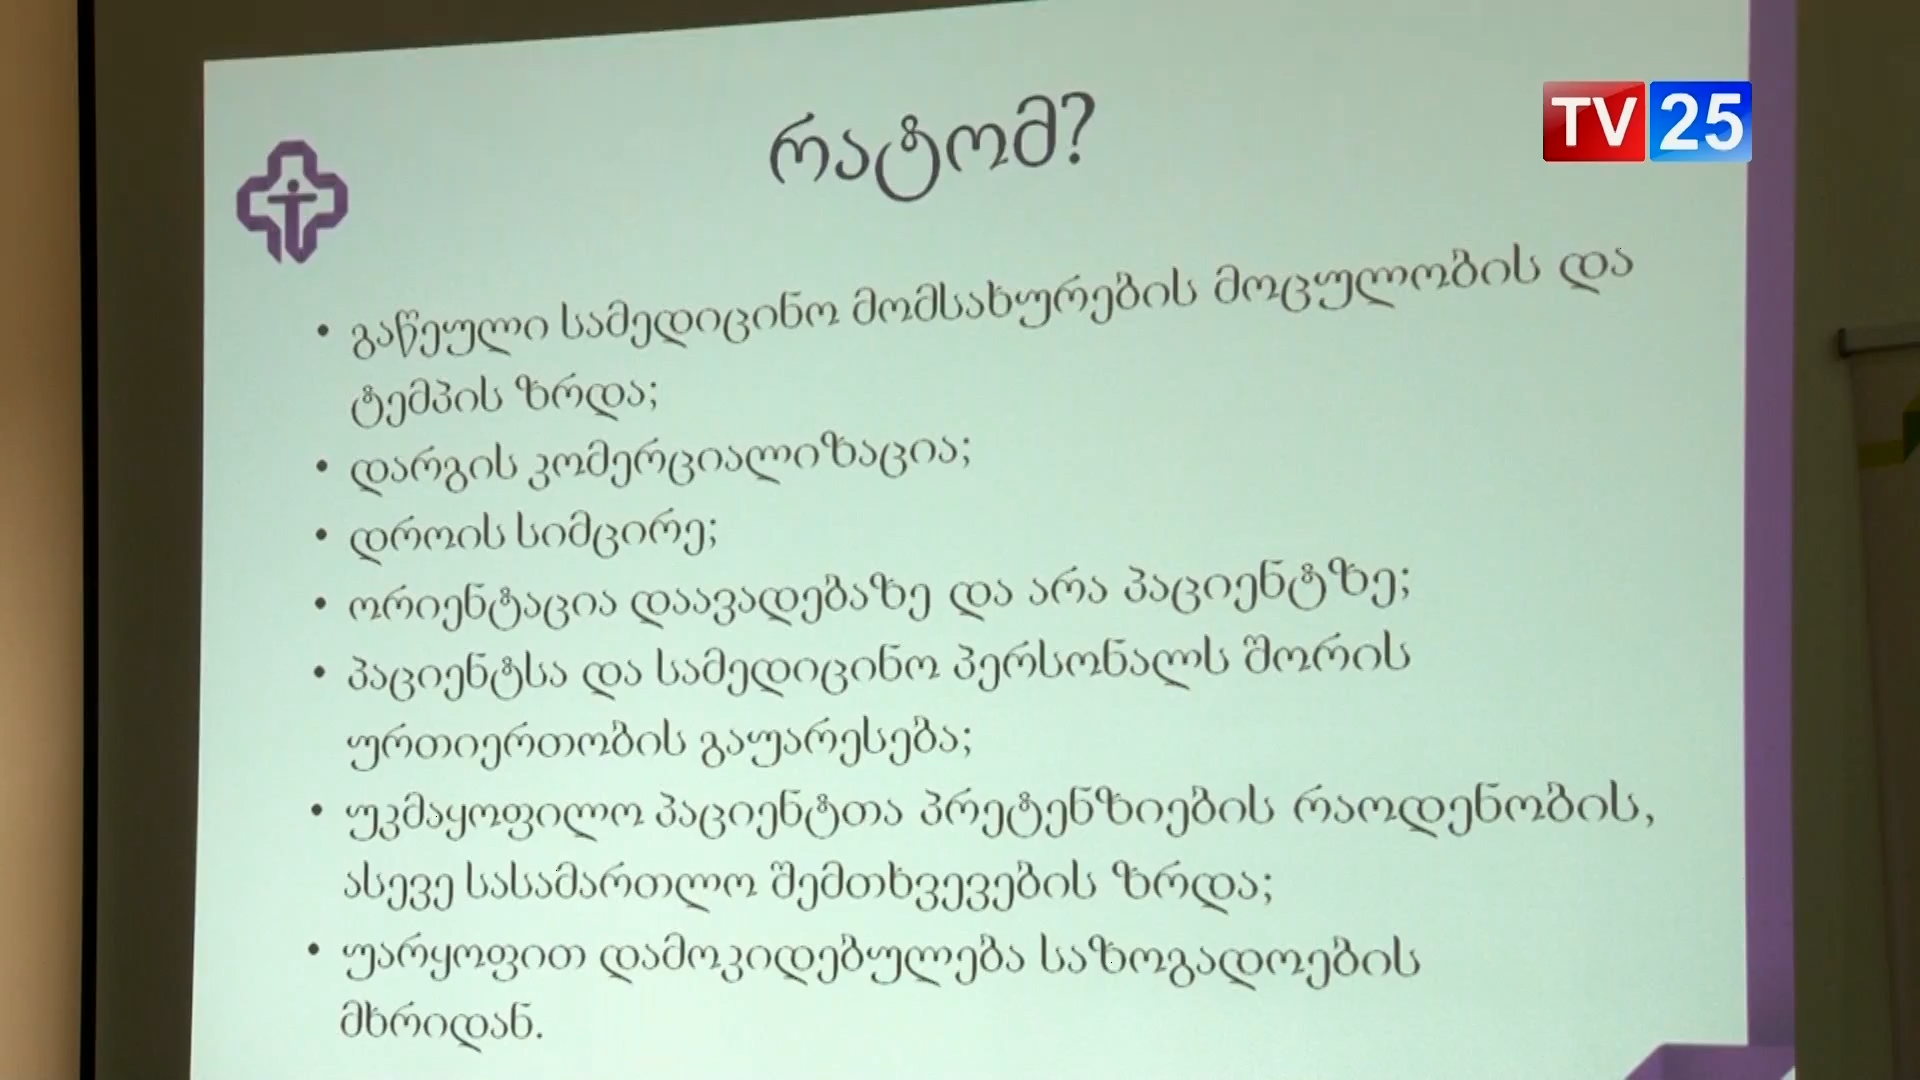 რატომ?
TV 25
• გაწეული სამედიცინო მომსახურების მოცულობის და
ტემპის ზრდა;
• დარგის კომერციალიზაცია;
• დროის სიმცირე;
• ორიენტაცია დაავადებაზე და არა პაციენტზე;
• პაციენტსა და სამედიცინო პერსონალს შორის
ურთიერთობის გაუარესება;
• უკმაყოფილო პაციენტთა პრეტენზიების რაოდენობის,
ასევე სასამართლო შემთხვევების ზრდა;
• უარყოფით დამოკიდებულება საზოგადოების
მხრიდან.